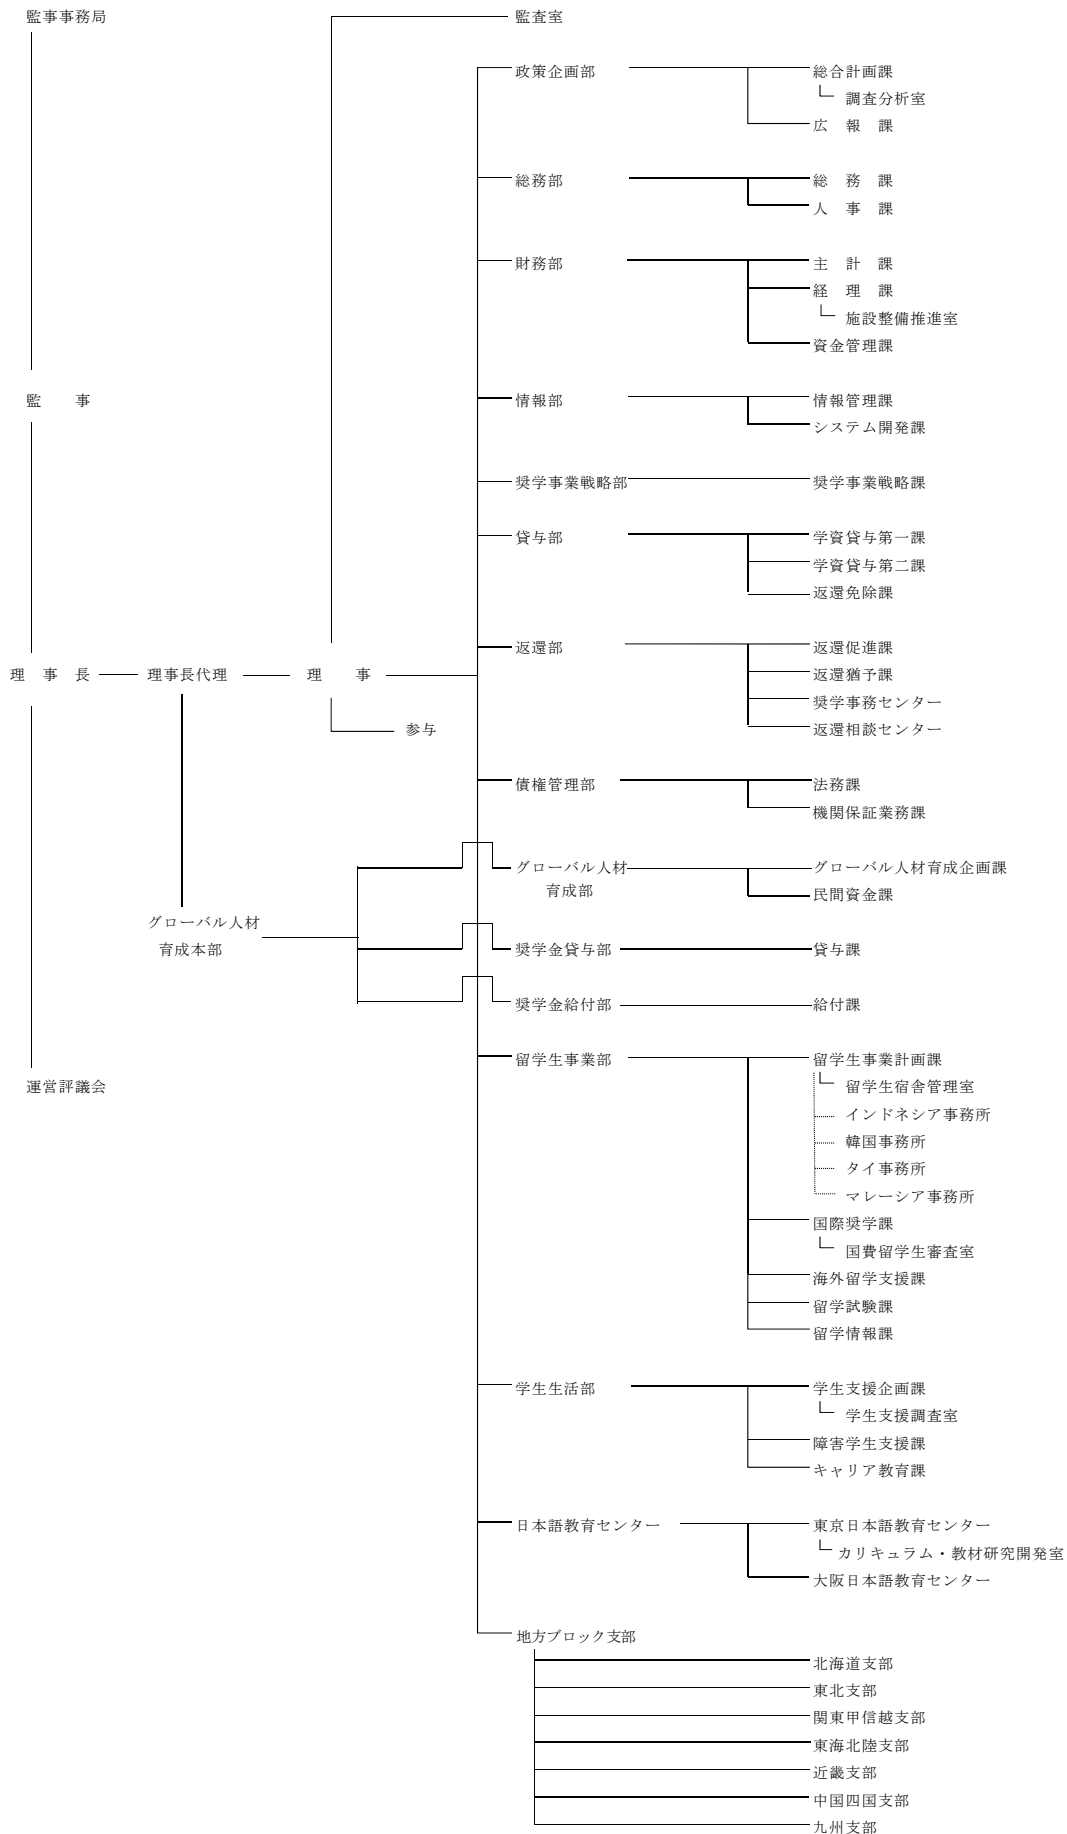 監事事務局
監査室
政策企画部
総合計画課
調査分析室
広　報　課
総務部
総　務　課
人　事　課
財務部
主　計　課
経　理　課
施設整備推進室
資金管理課
監　　事
情報部
情報管理課
システム開発課
奨学事業戦略部
奨学事業戦略課
貸与部
学資貸与第一課
学資貸与第二課
返還免除課
返還部
返還促進課
理　事　長
理事長代理
理　　事
返還猶予課
奨学事務センター
参与
返還相談センター
債権管理部
法務課
機関保証業務課
グローバル人材
育成部
グローバル人材育成企画課
民間資金課
グローバル人材
育成本部
奨学金貸与部
貸与課
奨学金給付部
給付課
留学生事業部
留学生事業計画課
運営評議会
留学生宿舎管理室
インドネシア事務所
韓国事務所
タイ事務所
マレーシア事務所
国際奨学課
国費留学生審査室
海外留学支援課
留学試験課
留学情報課
学生生活部
学生支援企画課
学生支援調査室
障害学生支援課
キャリア教育課
日本語教育センター
東京日本語教育センター
カリキュラム・教材研究開発室
大阪日本語教育センター
地方ブロック支部
北海道支部
東北支部
関東甲信越支部
東海北陸支部
近畿支部
中国四国支部
九州支部